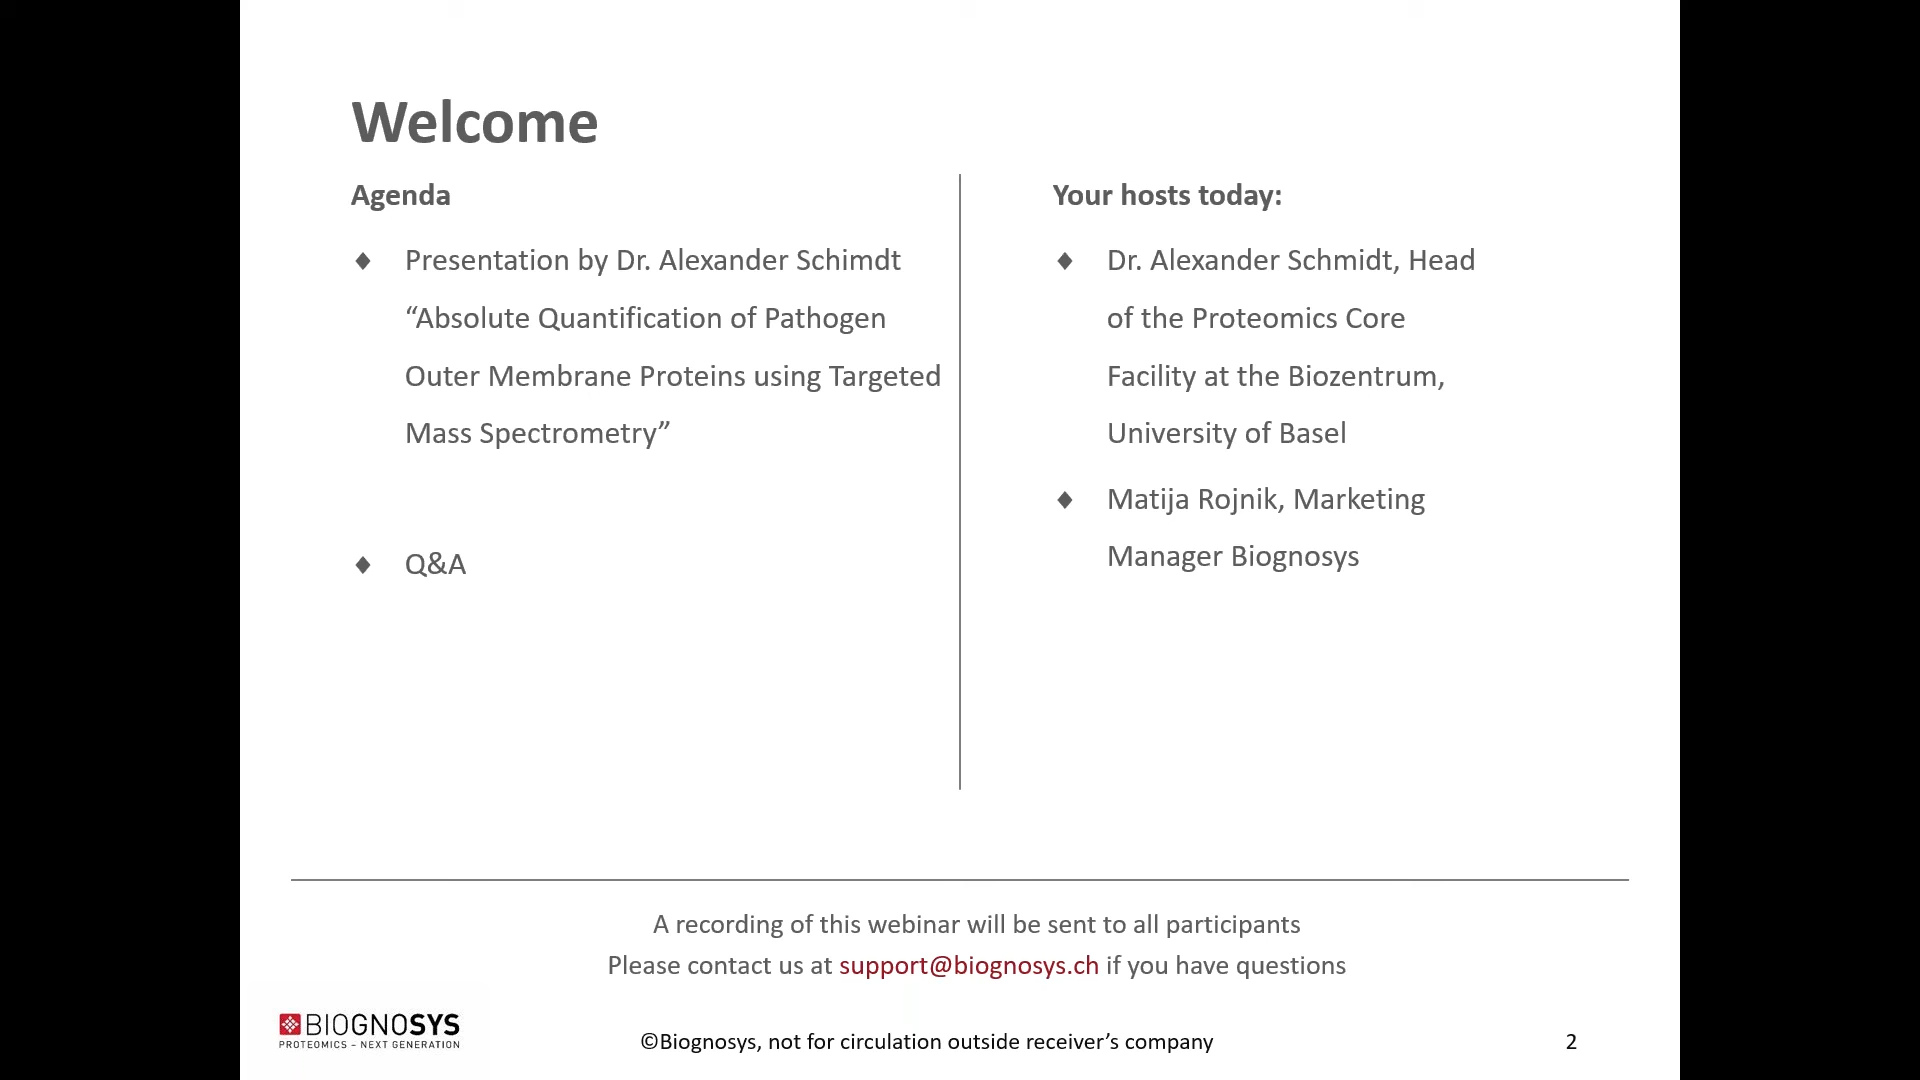 Welcome
Agenda
♦ Presentation by Dr. Alexander Schimdt
“Absolute Quantification of Pathogen
Outer Membrane Proteins using Targeted
Mass Spectrometry”
♦ Q&A
Your hosts today:
♦ Dr. Alexander Schmidt, Head
of the Proteomics Core
Facility at the Biozentrum,
University of Basel
♦ Matija Rojnik, Marketing
Manager Biognosys
A recording of this webinar will be sent to all participants
Please contact us at support@biognosys.ch if you have questions
BIOGNOSYS
PROTEOMICS – NEXT GENERATION
©Biognosys, not for circulation outside receiver’s company
2